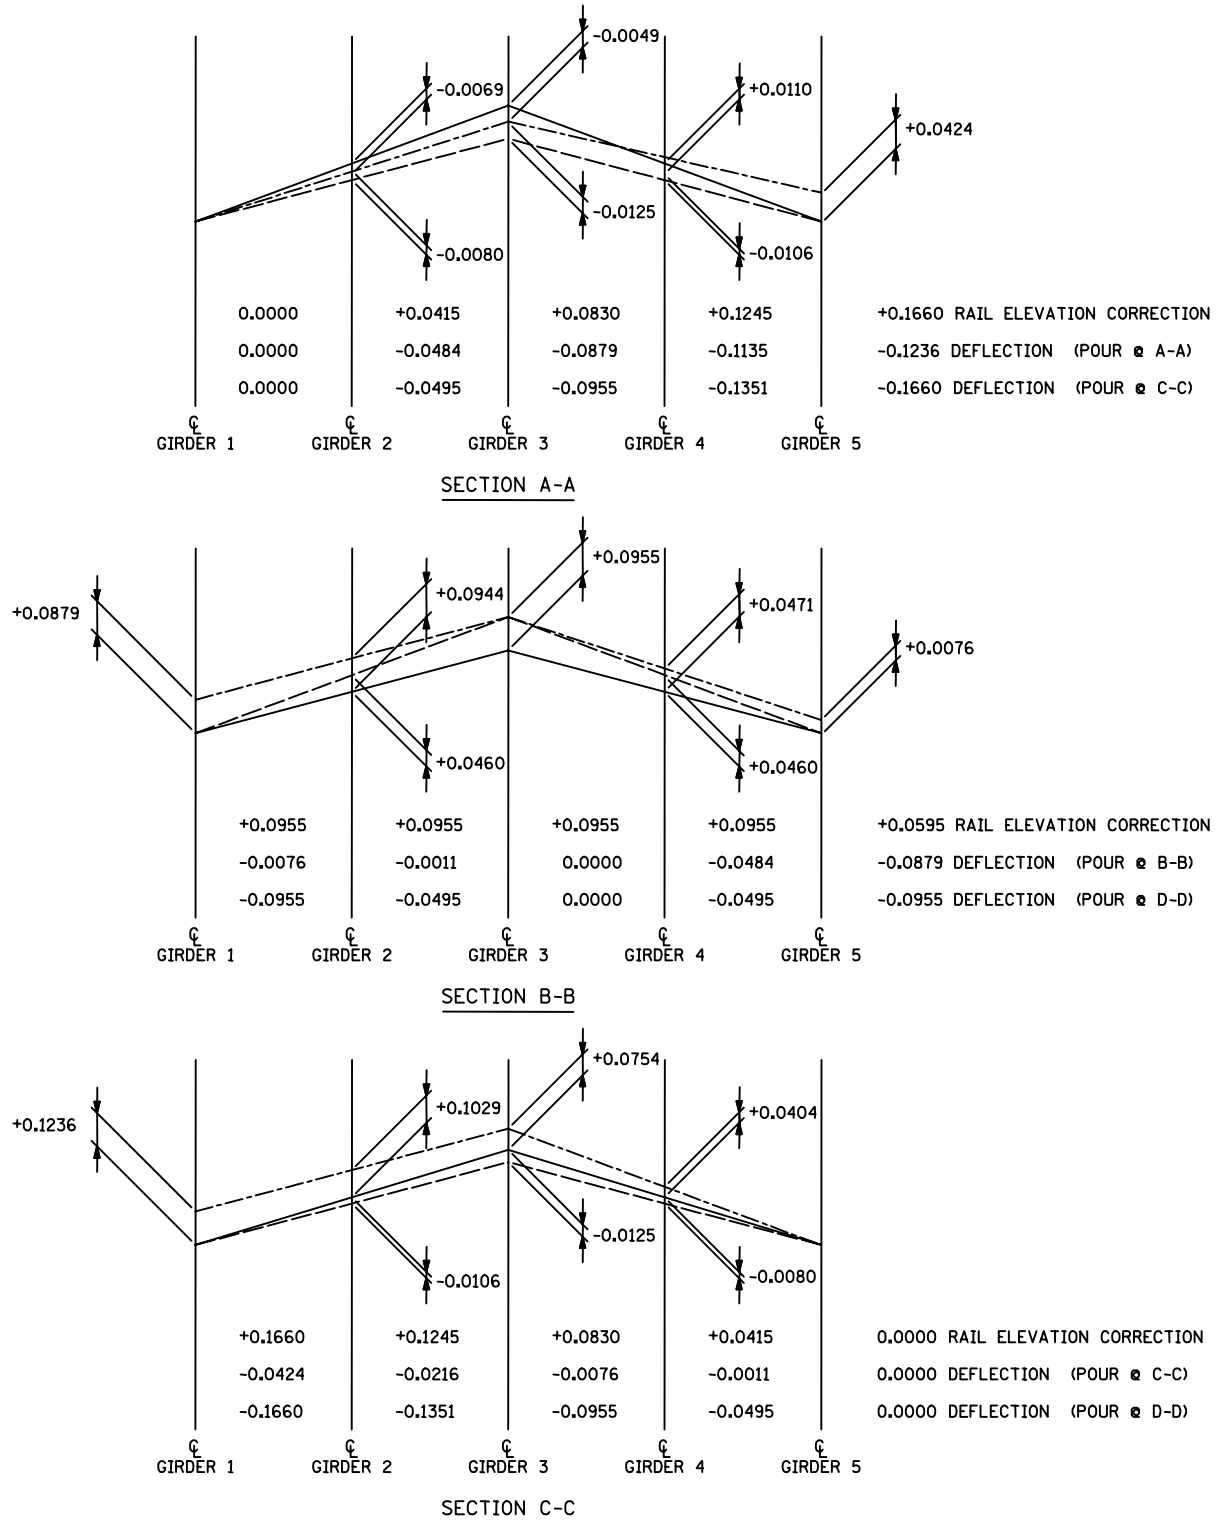 -0.0049
-0.0069
+0.0110
+0.0424
-0.0125
-0.0080
-0.0106
0.0000 +0.0415 +0.0830 +0.1245 +0.1660 RAIL ELEVATION CORRECTION
0.0000 -0.0484 -0.0879 -0.1135 -0.1236 DEFLECTION (POUR @ A-A)
0.0000 -0.0495 -0.0955 -0.1351 -0.1660 DEFLECTION (POUR @ C-C)
℄ ℄ ℄ ℄ ℄
GIRDER 1 GIRDER 2 GIRDER 3 GIRDER 4 GIRDER 5
SECTION A-A
+0.0955
+0.0944
+0.0879
+0.0471
+0.0076
+0.0460
+0.0460
+0.0955 +0.0955 +0.0955 +0.0955 +0.0595 RAIL ELEVATION CORRECTION
-0.0076 -0.0011 0.0000 -0.0484 -0.0879 DEFLECTION (POUR @ B-B)
-0.0955 -0.0495 0.0000 -0.0495 -0.0955 DEFLECTION (POUR @ D-D)
℄ ℄ ℄ ℄ ℄
GIRDER 1 GIRDER 2 GIRDER 3 GIRDER 4 GIRDER 5
SECTION B-B
+0.0754
+0.1029
+0.0404
+0.1236
-0.0125
-0.0106
-0.0080
+0.1660 +0.1245 +0.0830 +0.0415 0.0000 RAIL ELEVATION CORRECTION
-0.0424 -0.0216 -0.0076 -0.0011 0.0000 DEFLECTION (POUR @ C-C)
-0.1660 -0.1351 -0.0955 -0.0495 0.0000 DEFLECTION (POUR @ D-D)
℄ ℄ ℄ ℄ ℄
GIRDER 1 GIRDER 2 GIRDER 3 GIRDER 4 GIRDER 5
SECTION C-C